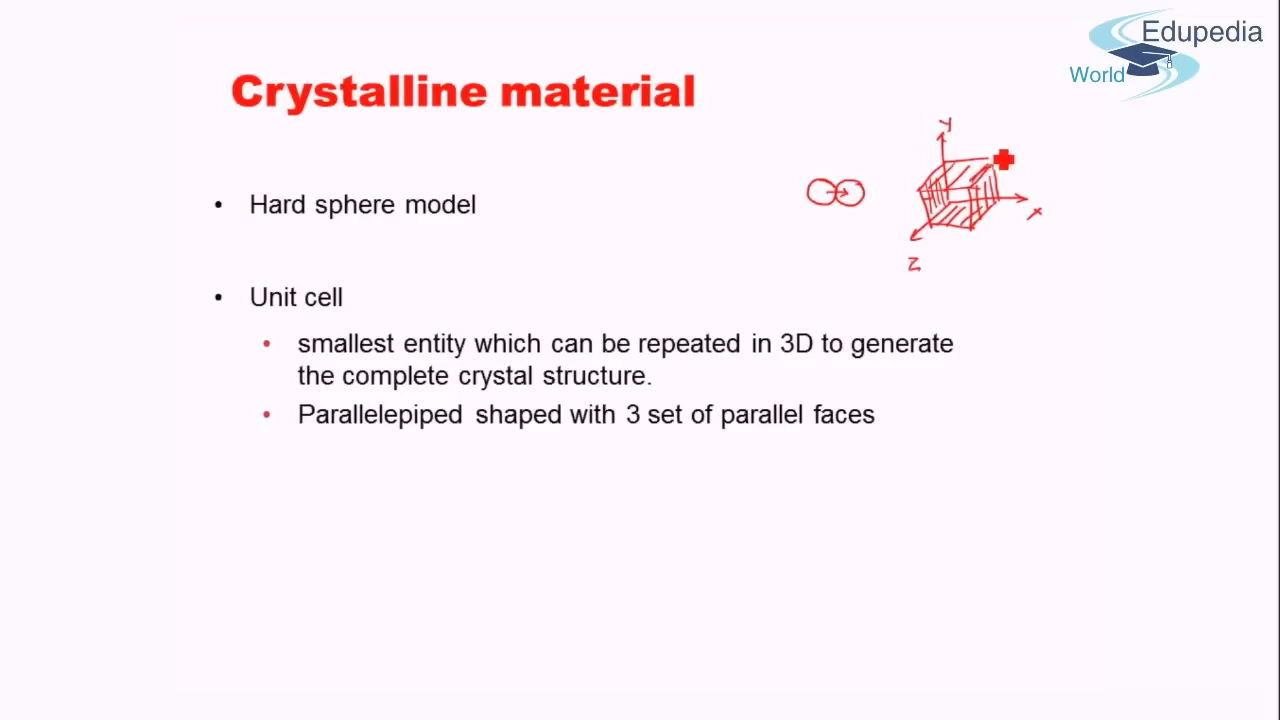 Edupedia
World
Crystalline material
Y
• Hard sphere model
X
Z
• Unit cell
• smallest entity which can be repeated in 3D to generate
the complete crystal structure.
• Parallelepiped shaped with 3 set of parallel faces